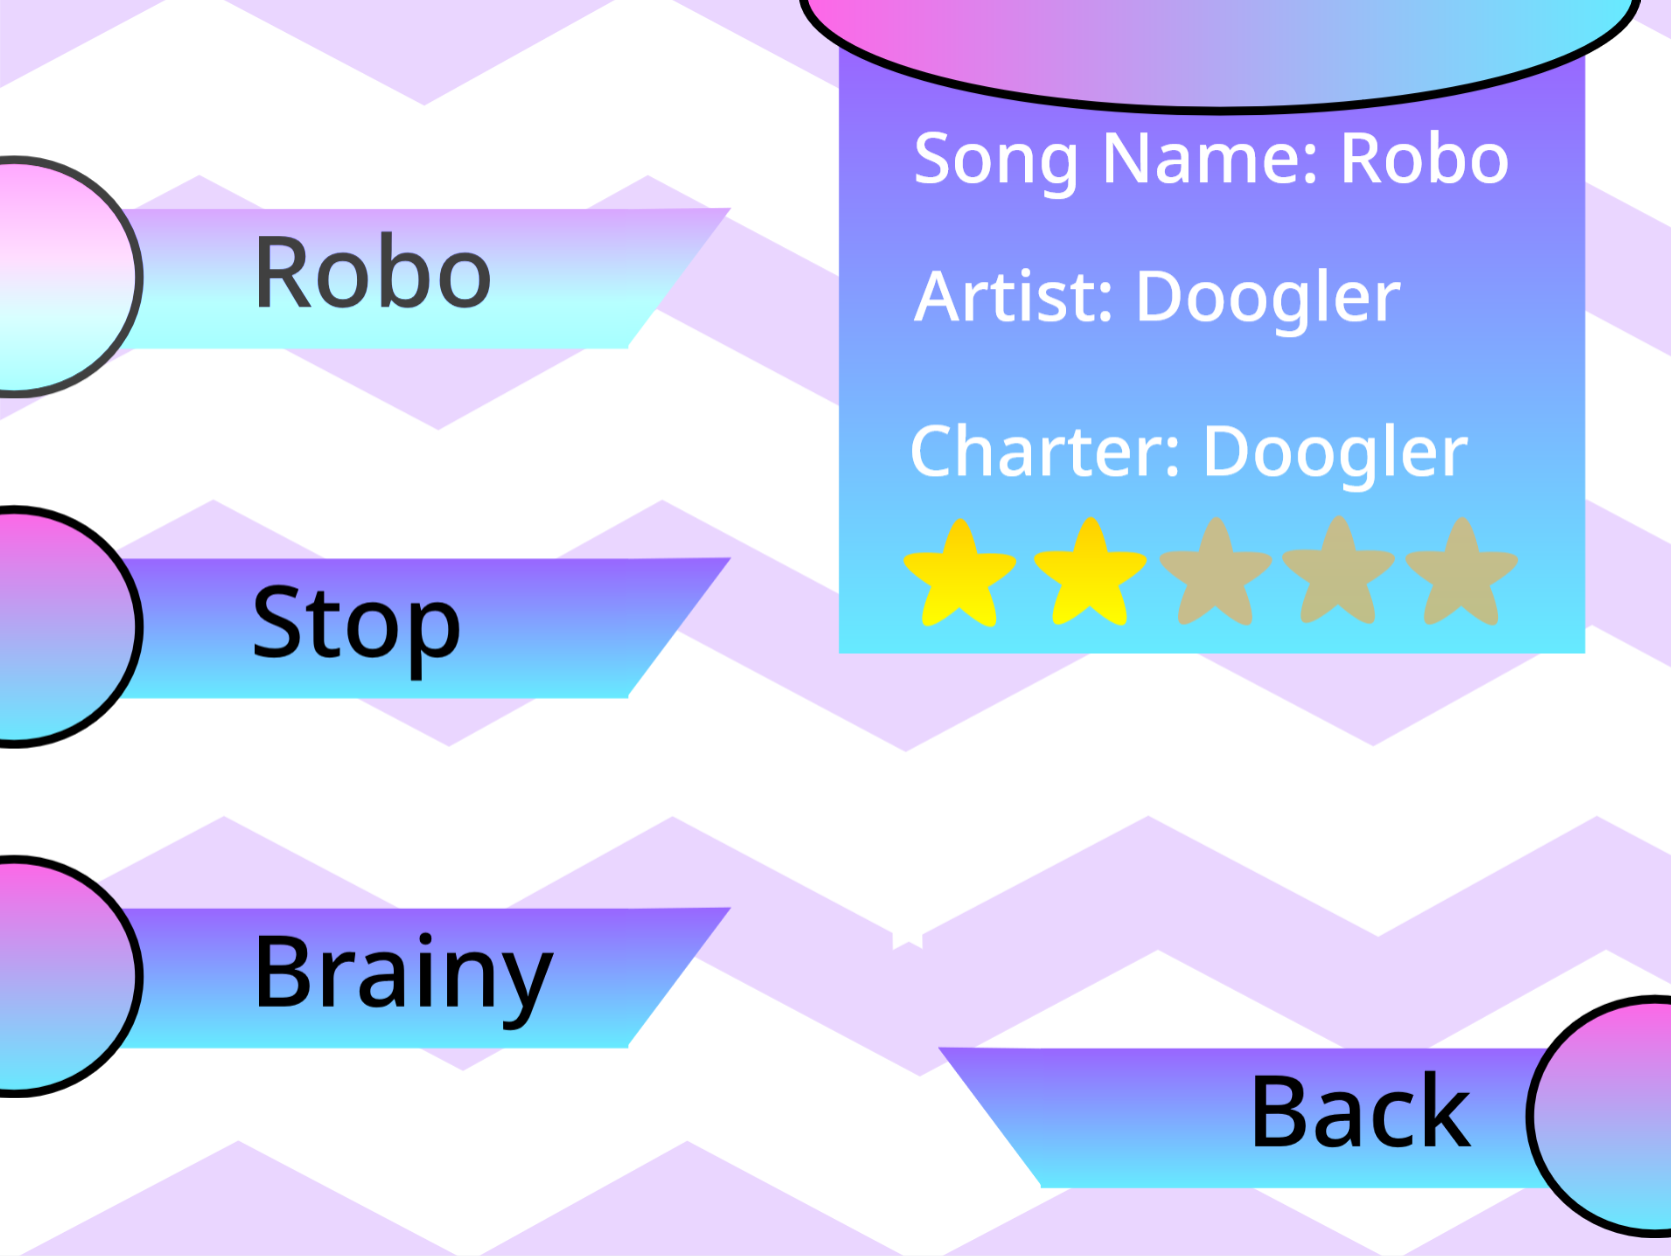 Robo
Stop
Brainy
Song Name: Robo
Artist: Doogler
Charter: Doogler
Back